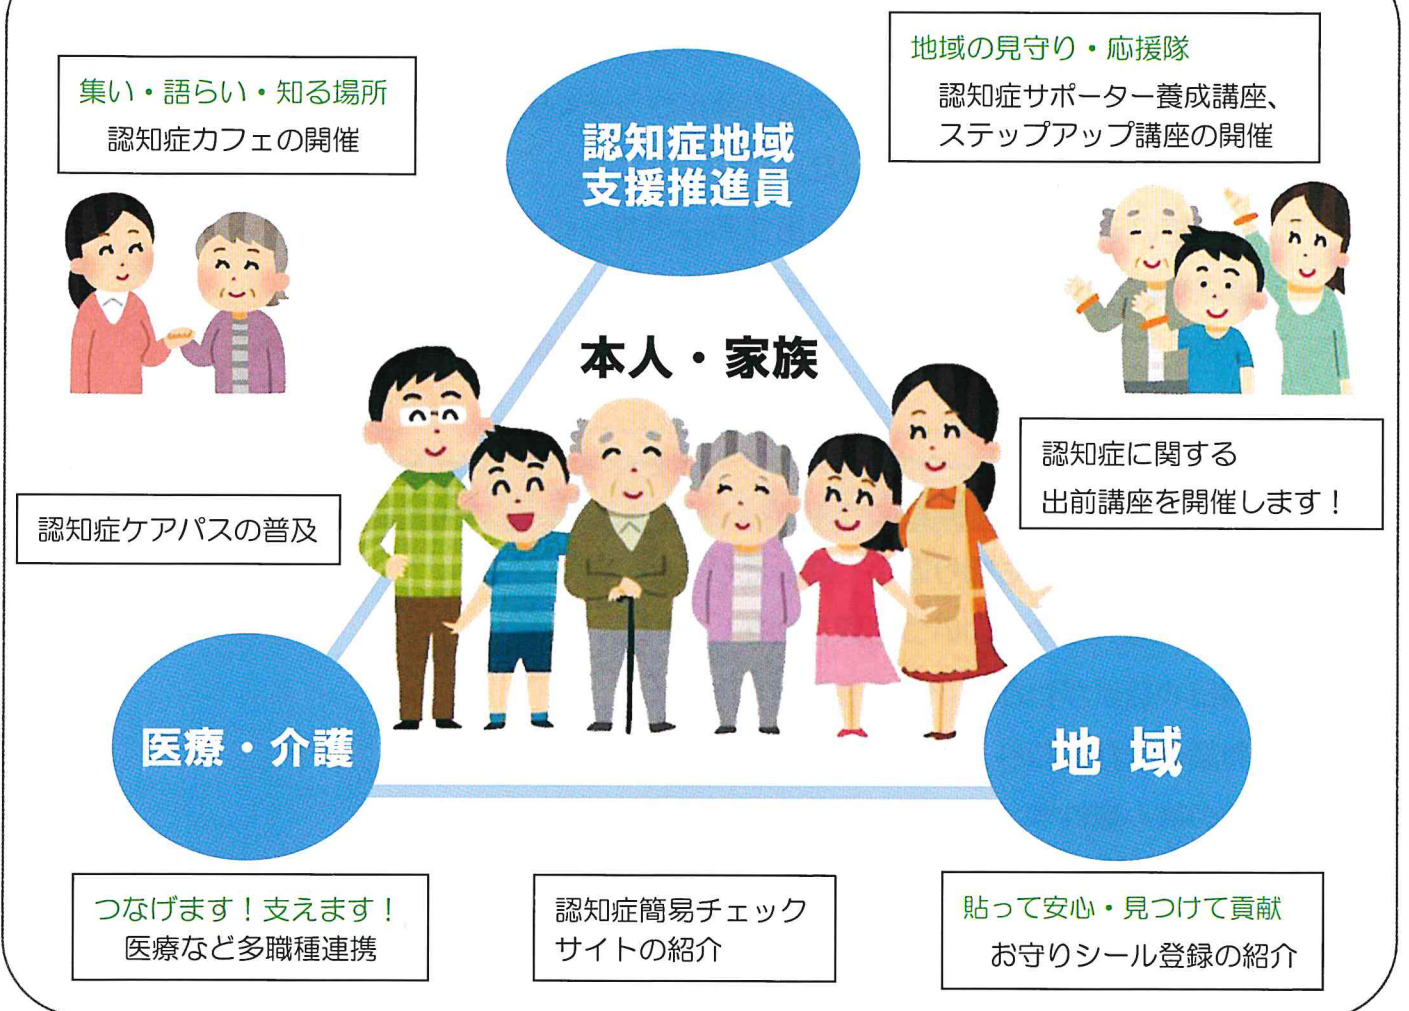 集い・語らい・知る場所
認知症カフェの開催
認知症地域
支援推進員
地域の見守り・応援隊
認知症サポーター養成講座、
ステップアップ講座の開催
本人・家族
認知症に関する
出前講座を開催します！
認知症ケアパスの普及
医療・介護
地域
つなげます！支えます！
医療など多職種連携
認知症簡易チェック
サイトの紹介
貼って安心・見つけて貢献
お守りシール登録の紹介